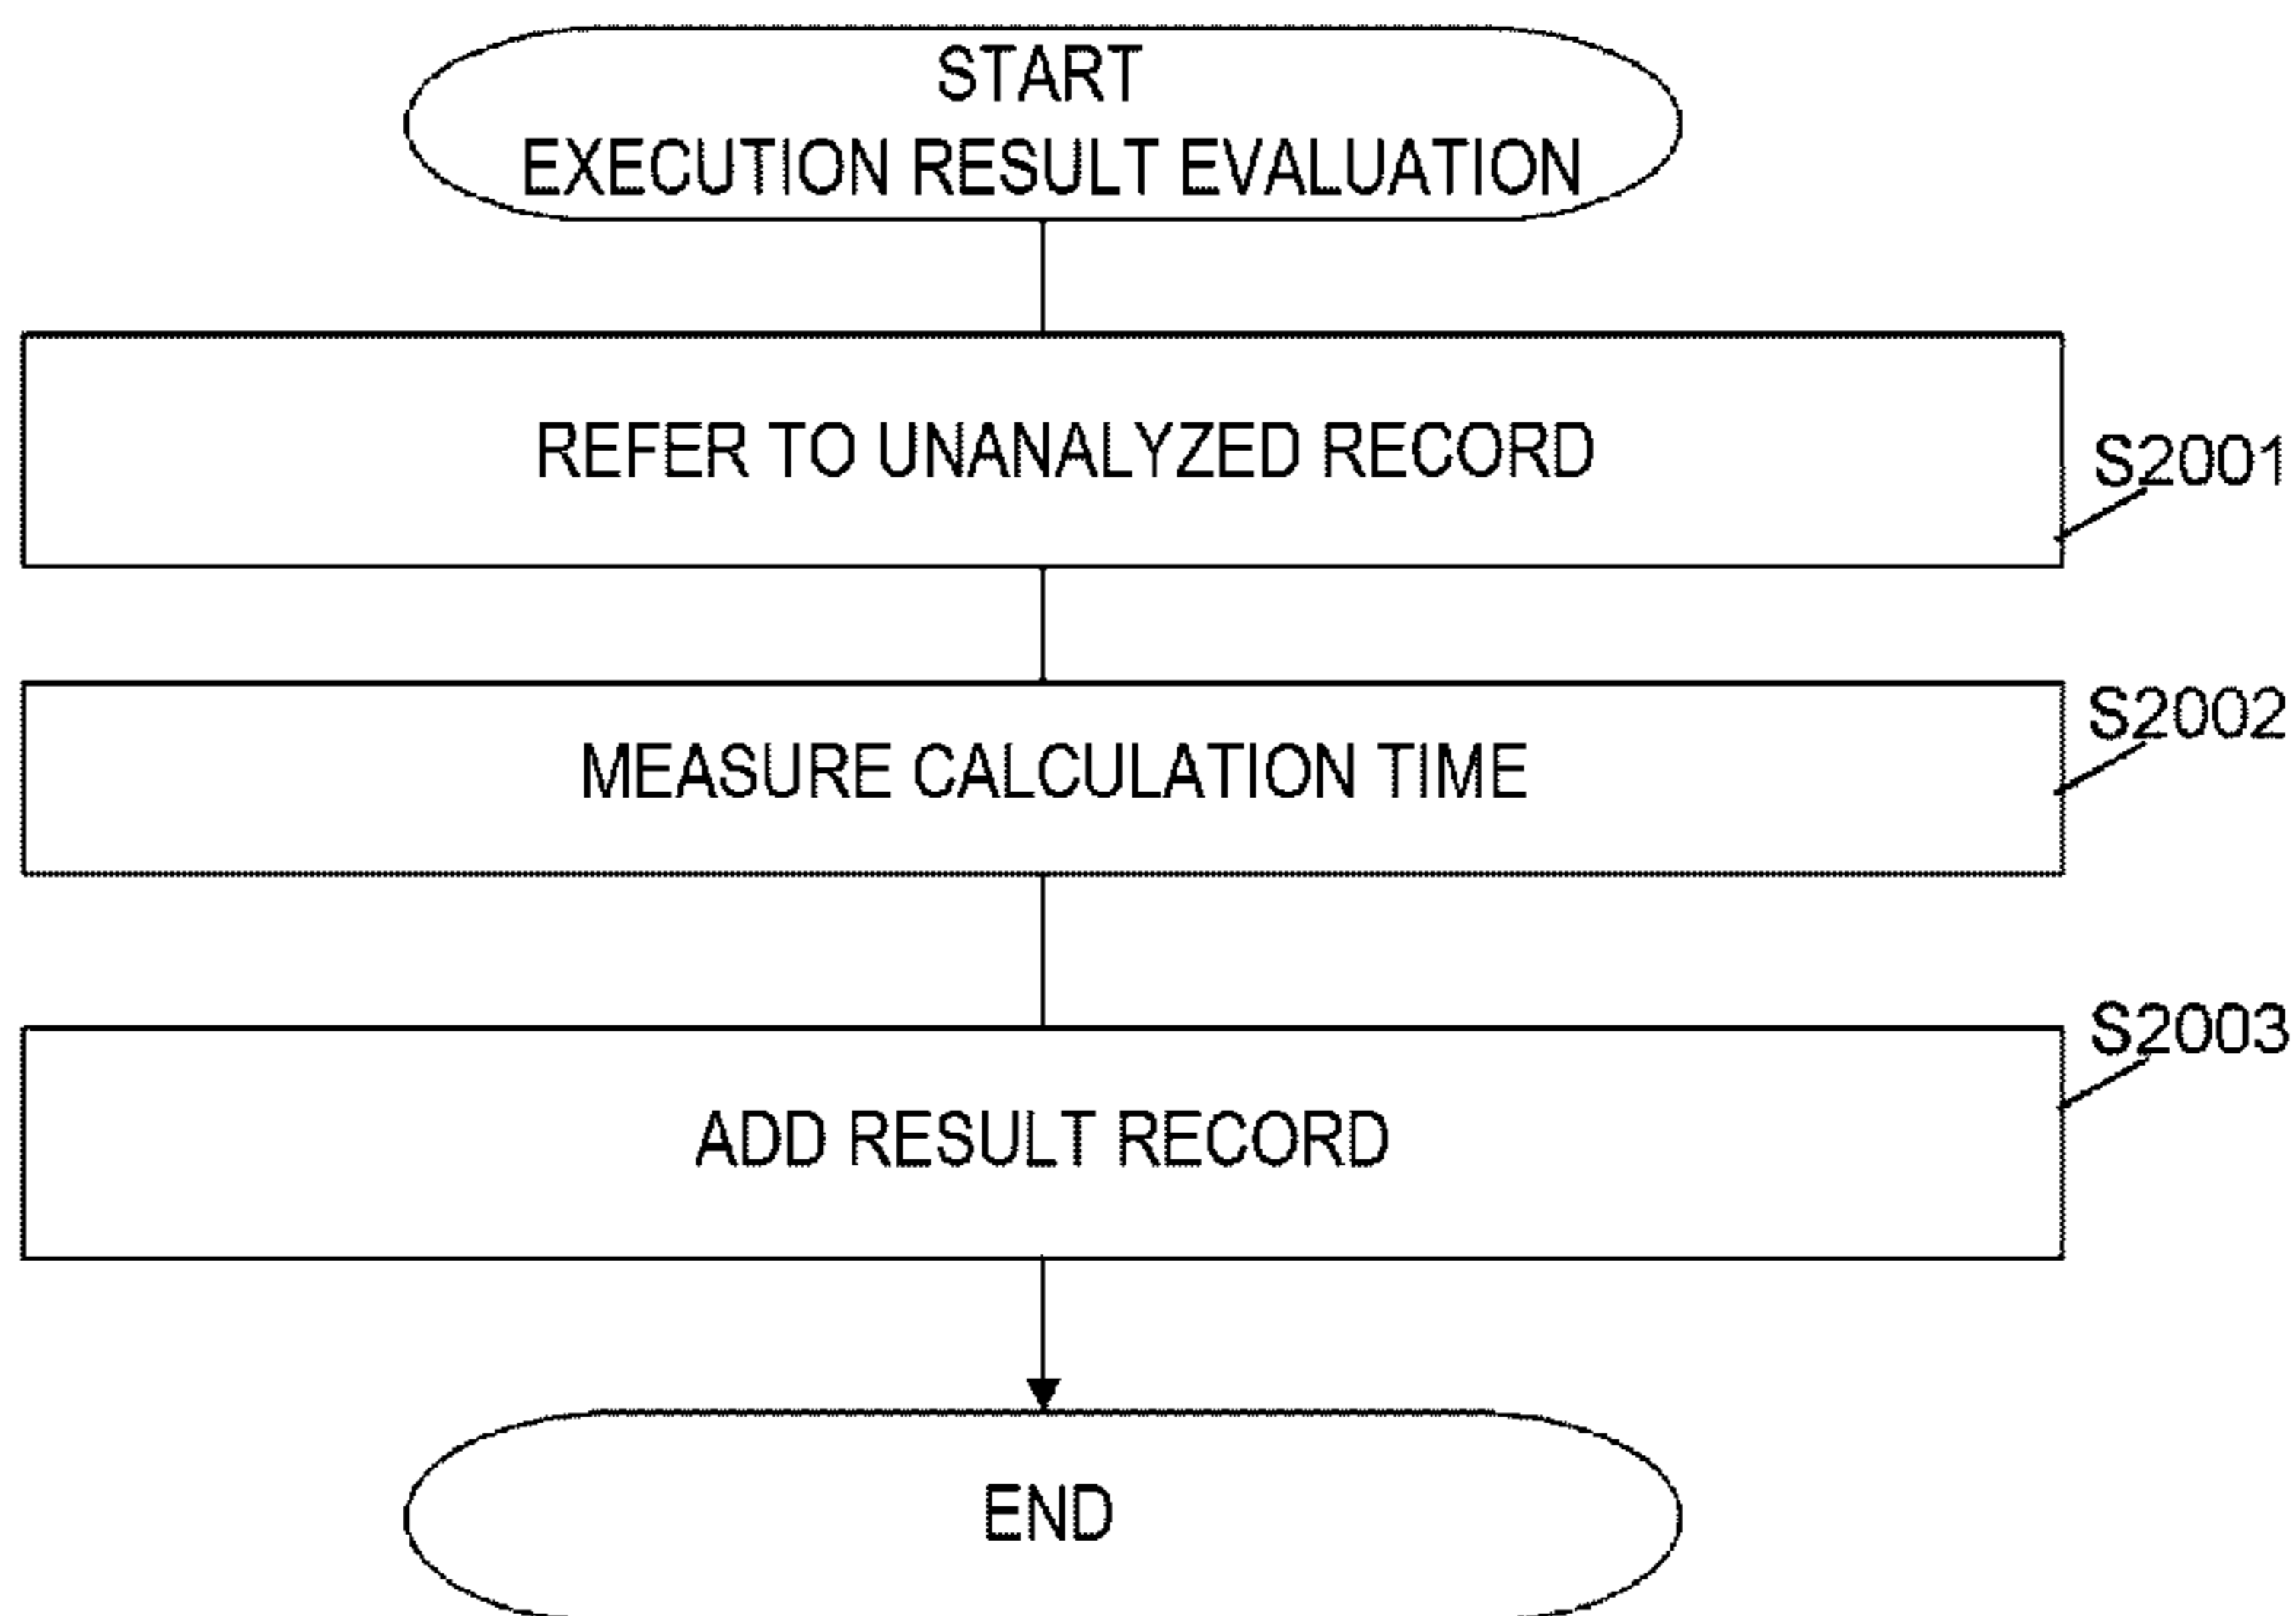 START
EXECUTION RESULT EVALUATION
REFER TO UNANALYZED RECORD
S2001
S2002
MEASURE CALCULATION TIME
S2003
ADD RESULT RECORD
END